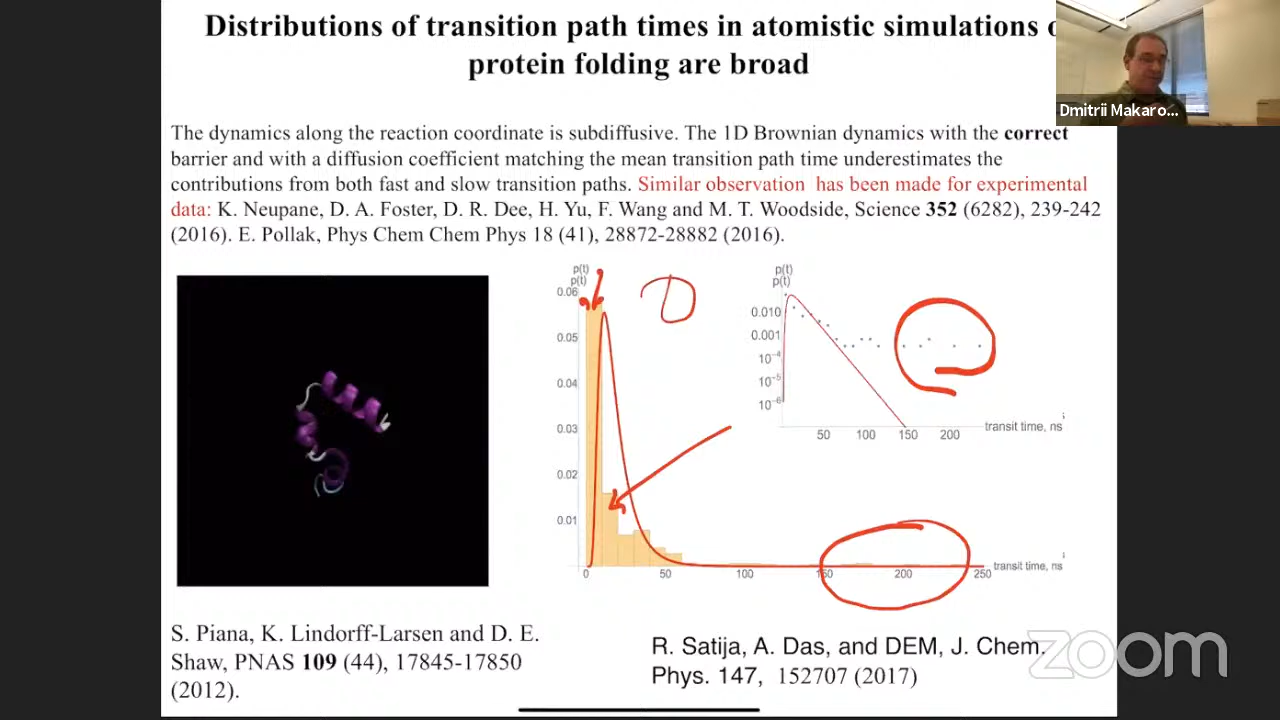 Distributions of transition path times in atomistic simulations o
protein folding are broad
Dmitrii Makaro...
The dynamics along the reaction coordinate is subdiffusive. The 1D Brownian dynamics with the correct
barrier and with a diffusion coefficient matching the mean transition path time underestimates the
contributions from both fast and slow transition paths. Similar observation has been made for experimental
data: K. Neupane, D. A. Foster, D. R. Dee, H. Yu, F. Wang and M. T. Woodside, Science 352 (6282), 239-242
(2016). E. Pollak, Phys Chem Chem Phys 18 (41), 28872-28882 (2016).
p(t)
p(t)
0.06
0.05
0.04
0.03
0.02
0.01
0
50
100
150
200
250
transit time, ns
D
p(t)
p(t)
0.010
0.001
10⁻⁴
10⁻⁵
10⁻⁶
50
100
150
200
transit time, ns
S. Piana, K. Lindorff-Larsen and D. E.
Shaw, PNAS 109 (44), 17845-17850
(2012).
R. Satija, A. Das, and DEM, J. Chem.
Phys. 147, 152707 (2017)
zoom